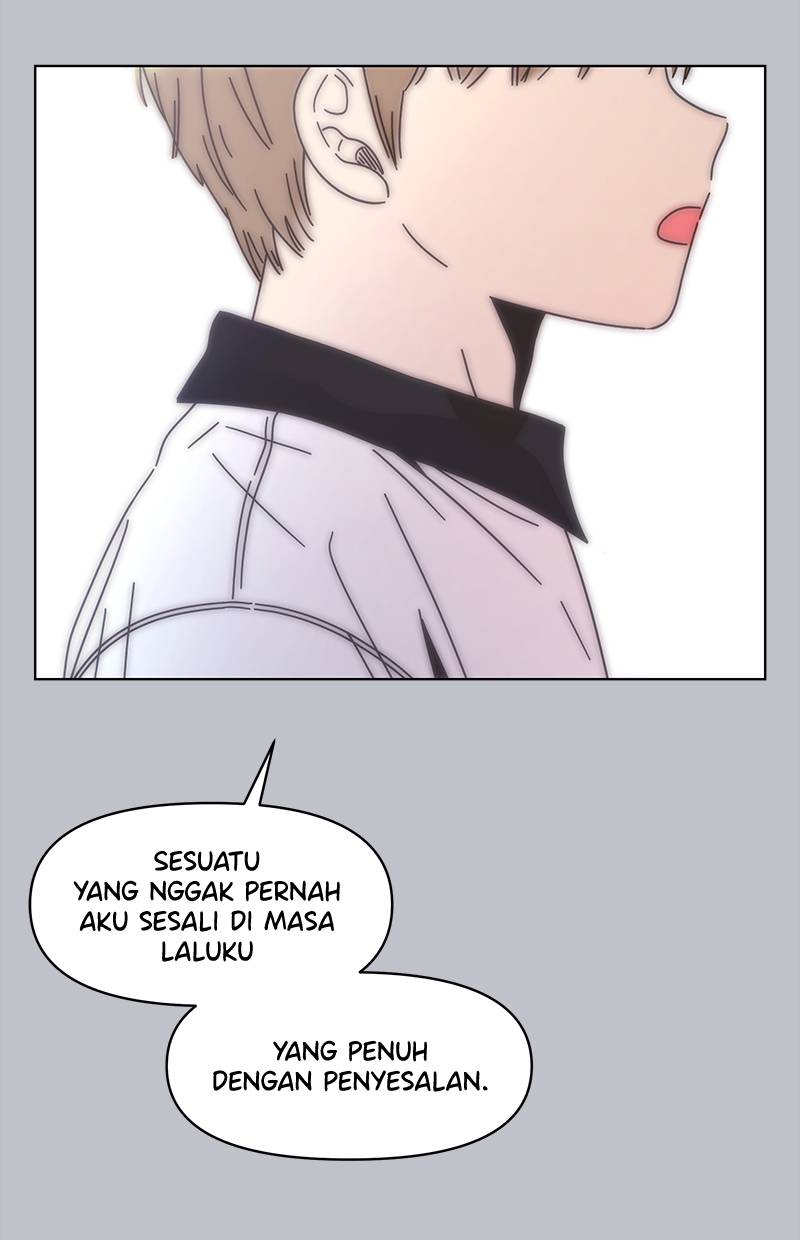 SESUATU
YANG NGGAK PERNAH
AKU SESALI DI MASA
LALUKU
YANG PENUH
DENGAN PENYESALAN.